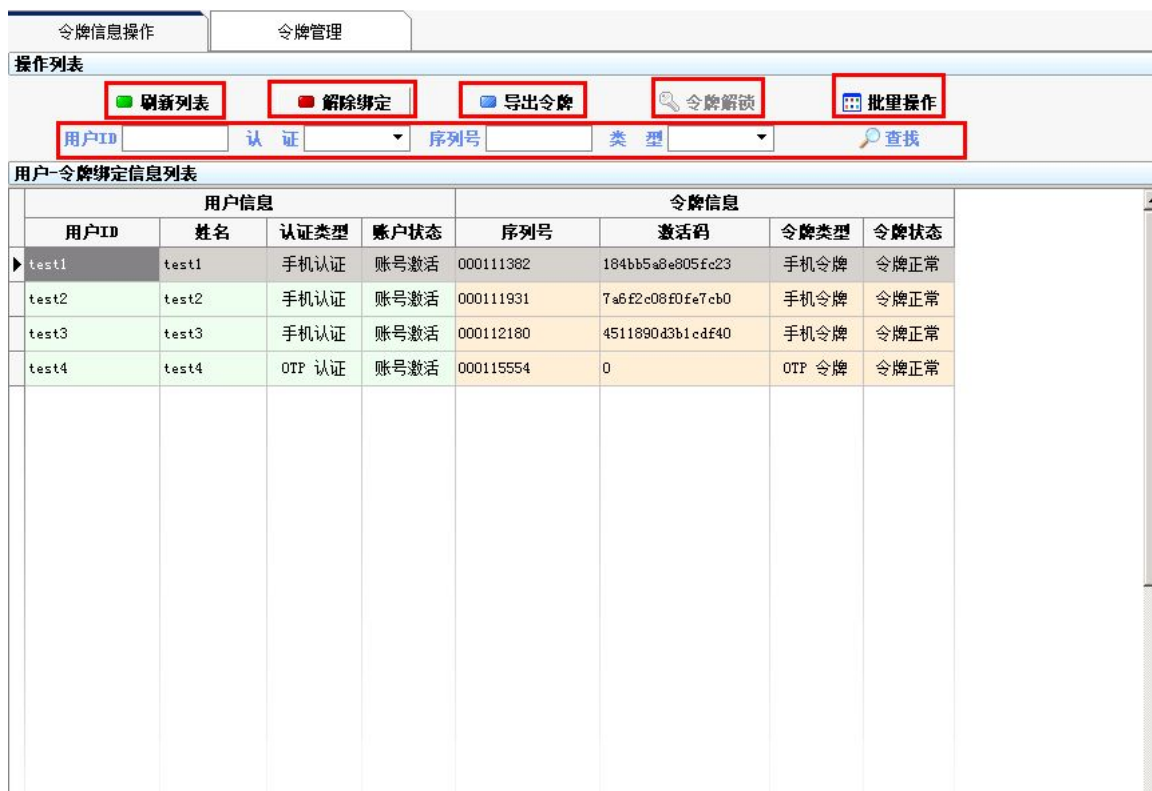 令牌信息操作 令牌管理
操作列表
刷新列表 解除绑定 导出令牌 令牌解锁 批里操作
用户ID 认 证 序列号 类 型 查找
用户-令牌绑定信息列表
用户信息 令牌信息
用户ID 姓名 认证类型 账户状态 序列号 激活码 令牌类型 令牌状态
test1 test1 手机认证 账号激活 000111382 184bb5a8e805fc23 手机令牌 令牌正常
test2 test2 手机认证 账号激活 000111931 7a6f2c08f0fe7cb0 手机令牌 令牌正常
test3 test3 手机认证 账号激活 000112180 4511890d3b1cdf40 手机令牌 令牌正常
test4 test4 OTP 认证 账号激活 000115554 0 OTP 令牌 令牌正常